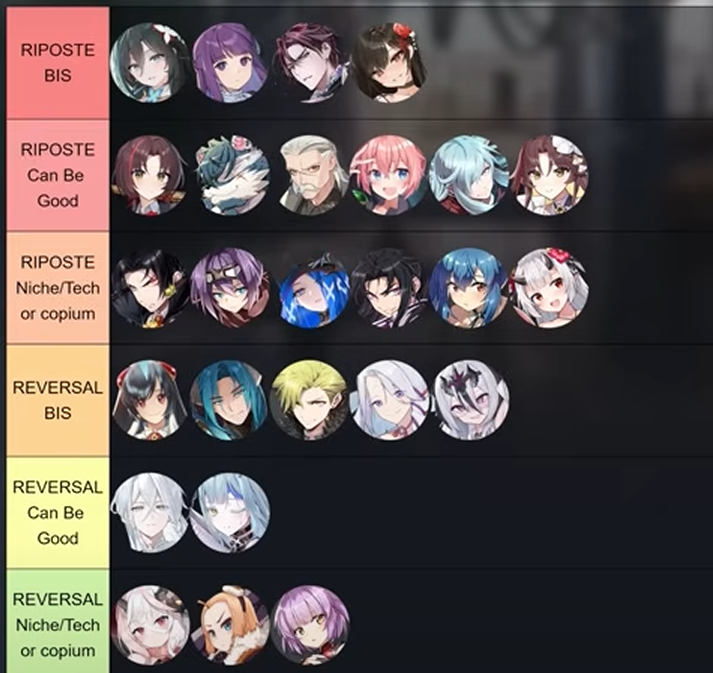 RIPOSTE
BIS
RIPOSTE
Can Be
Good
RIPOSTE
Niche/Tech
or copium
REVERSAL
BIS
REVERSAL
Can Be
Good
REVERSAL
Niche/Tech
or copium